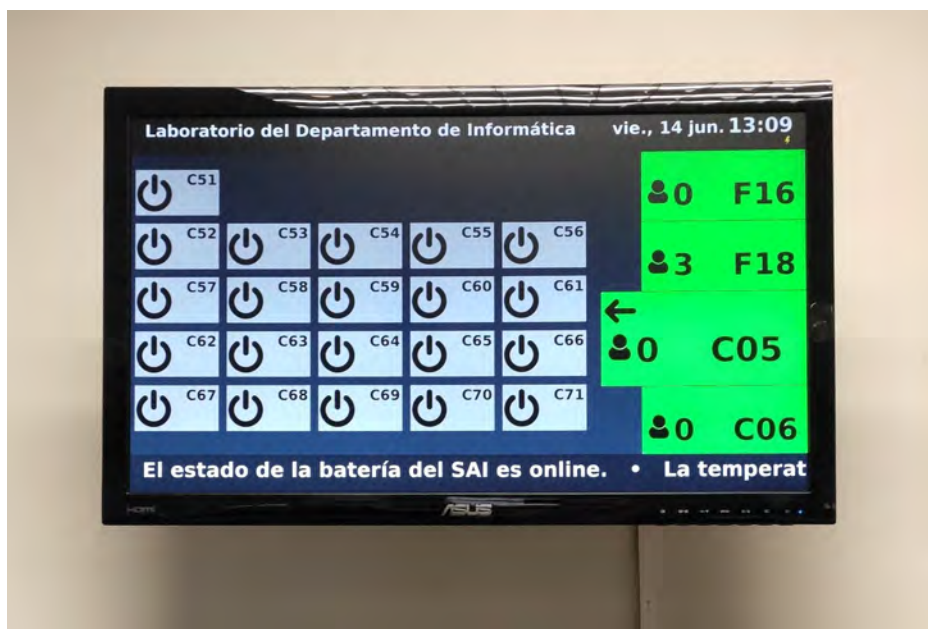 Laboratorio del Departamento de Informática vie., 14 jun. 13:09
C51
C52 C53 C54 C55 C56
C57 C58 C59 C60 C61
C62 C63 C64 C65 C66
C67 C68 C69 C70 C71
0 F16
3 F18
0 C05
0 C06
El estado de la batería del SAI es online. • La temperat
HDMI
ASUS